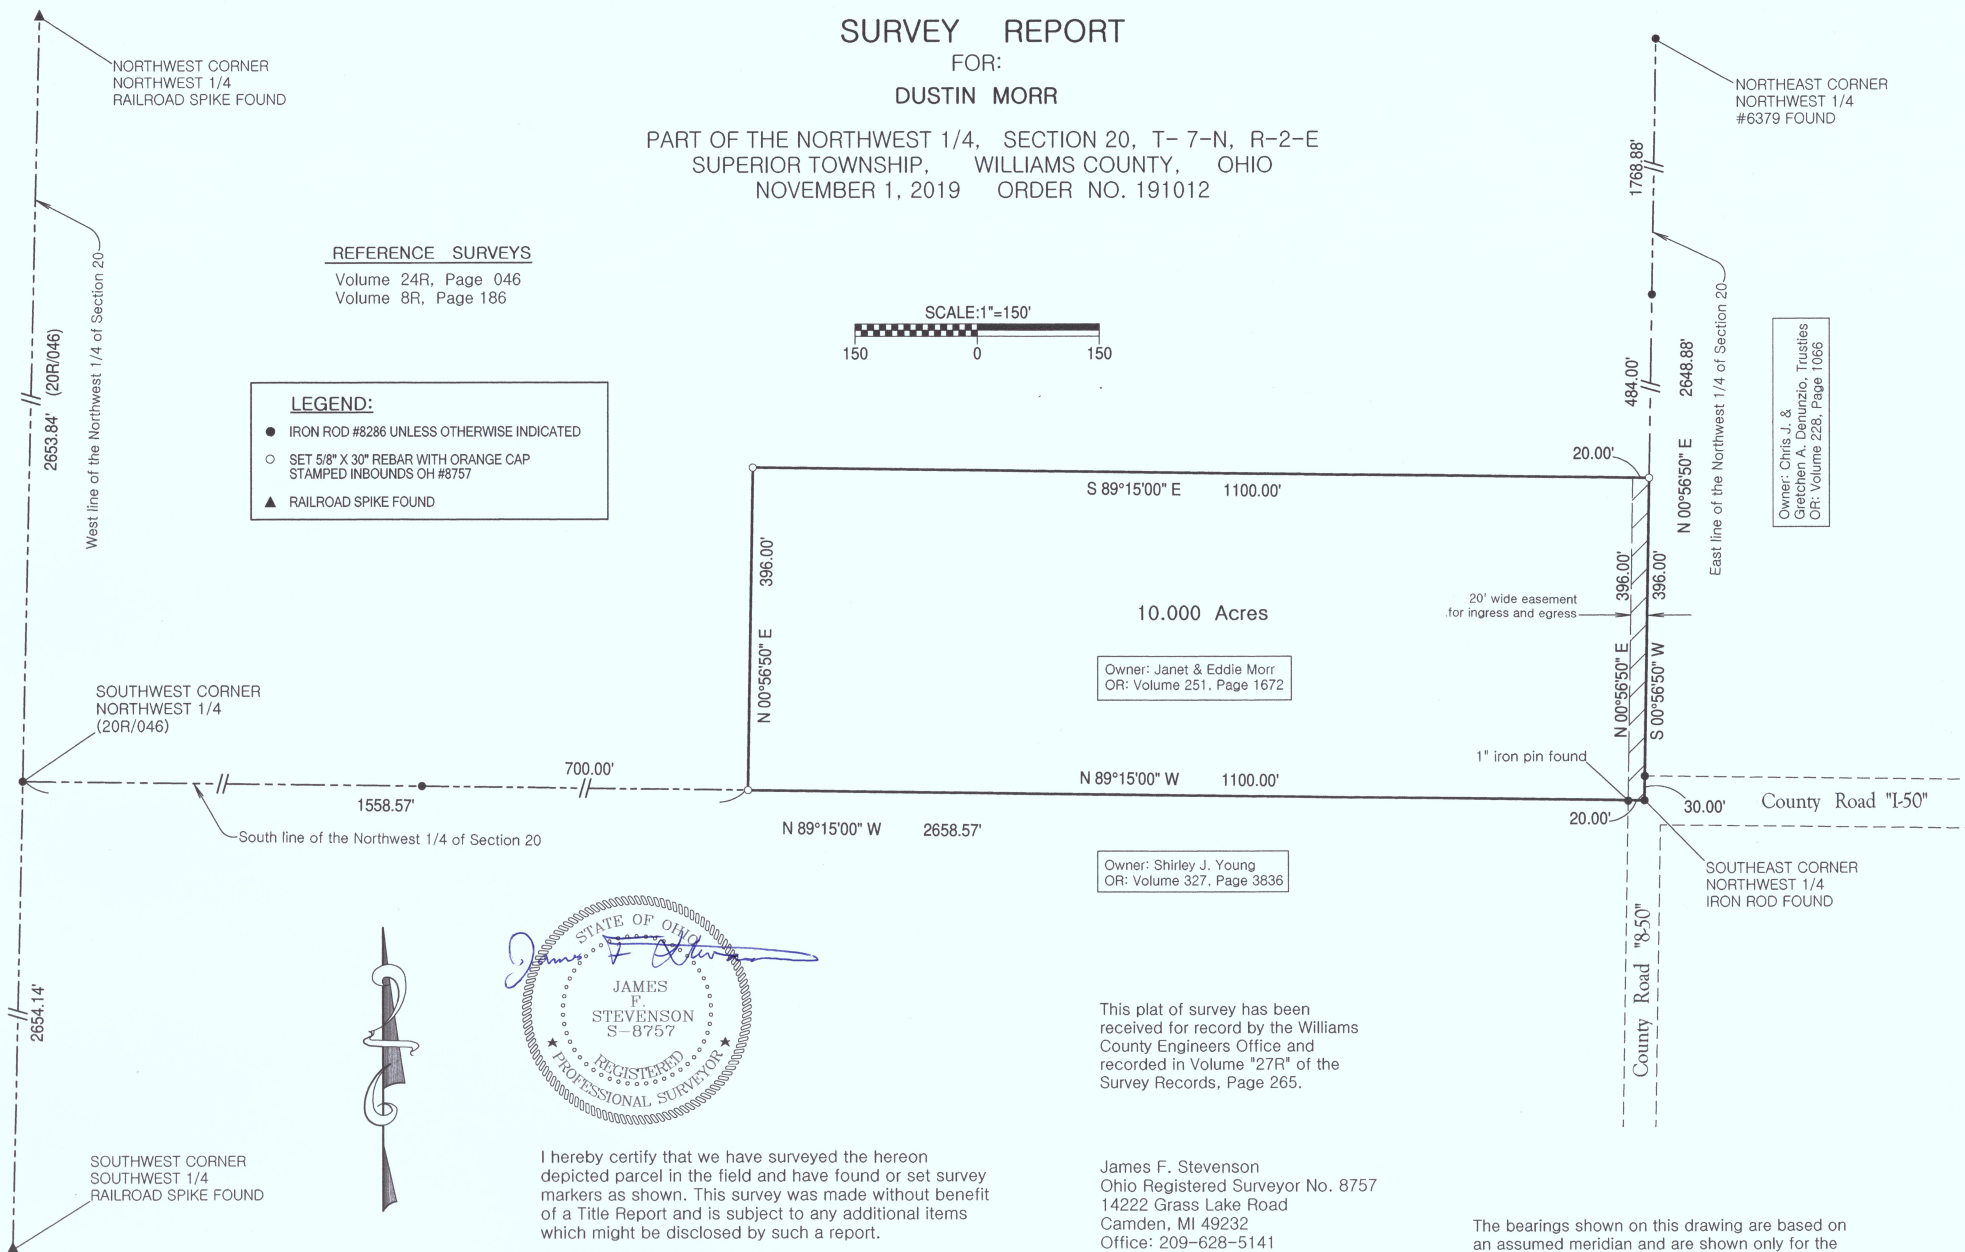 SURVEY REPORT
FOR:
DUSTIN MORR
PART OF THE NORTHWEST 1/4, SECTION 20, T- 7-N, R-2-E
SUPERIOR TOWNSHIP, WILLIAMS COUNTY, OHIO
NOVEMBER 1, 2019 ORDER NO. 191012
NORTHWEST CORNER
NORTHWEST 1/4
RAILROAD SPIKE FOUND
NORTHEAST CORNER
NORTHWEST 1/4
#6379 FOUND
1768.88'
REFERENCE SURVEYS
Volume 24R, Page 046
Volume 8R, Page 186
SCALE:1"=150'
150 0 150
West line of the Northwest 1/4 of Section 20
2653.84' (20R/046)
LEGEND:
IRON ROD #8286 UNLESS OTHERWISE INDICATED
SET 5/8" X 30" REBAR WITH ORANGE CAP
STAMPED INBOUNDS OH #8757
RAILROAD SPIKE FOUND
484.00'
N 00°56'50" E 2648.88'
East line of the Northwest 1/4 of Section 20
Owner: Chris J. &
Gretchen A. Denunzio, Trusties
OR: Volume 228, Page 1066
20.00'
S 89°15'00" E 1100.00'
N 00°56'50" E 396.00'
10.000 Acres
20' wide easement
for ingress and egress
N 00°56'50" E 396.00'
S 00°56'50" W 396.00'
Owner: Janet & Eddie Morr
OR: Volume 251, Page 1672
SOUTHWEST CORNER
NORTHWEST 1/4
(20R/046)
1" iron pin found
700.00'
N 89°15'00" W 1100.00'
1558.57'
20.00'
30.00'
County Road "I-50"
South line of the Northwest 1/4 of Section 20
N 89°15'00" W 2658.57'
Owner: Shirley J. Young
OR: Volume 327, Page 3836
SOUTHEAST CORNER
NORTHWEST 1/4
IRON ROD FOUND
County Road "8-50"
2654.14'
STATE OF OHIO
James F Stevenson
JAMES
F.
STEVENSON
S-8757
REGISTERED
PROFESSIONAL SURVEYOR
This plat of survey has been
received for record by the Williams
County Engineers Office and
recorded in Volume "27R" of the
Survey Records, Page 265.
SOUTHWEST CORNER
SOUTHWEST 1/4
RAILROAD SPIKE FOUND
I hereby certify that we have surveyed the hereon
depicted parcel in the field and have found or set survey
markers as shown. This survey was made without benefit
of a Title Report and is subject to any additional items
which might be disclosed by such a report.
James F. Stevenson
Ohio Registered Surveyor No. 8757
14222 Grass Lake Road
Camden, MI 49232
Office: 209-628-5141
The bearings shown on this drawing are based on
an assumed meridian and are shown only for the